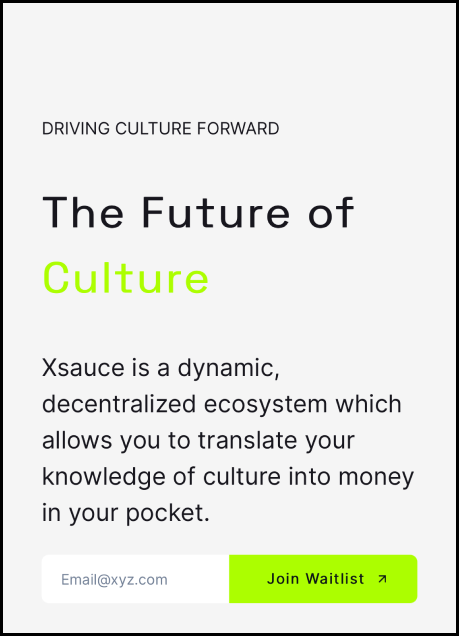 DRIVING CULTURE FORWARD
The Future of
Culture
Xsauce is a dynamic,
decentralized ecosystem which
allows you to translate your
knowledge of culture into money
in your pocket.
Email@xyz.com
Join Waitlist ↗